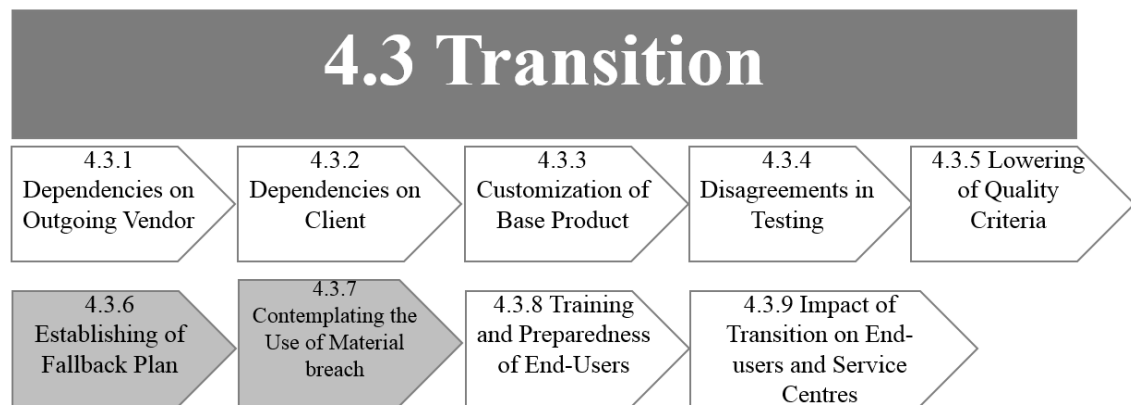 4.3 Transition
4.3.1
Dependencies on
Outgoing Vendor
4.3.2
Dependencies on
Client
4.3.3
Customization of
Base Product
4.3.4
Disagreements in
Testing
4.3.5 Lowering
of Quality
Criteria
4.3.6
Establishing of
Fallback Plan
4.3.7
Contemplating the
Use of Material
breach
4.3.8 Training
and Preparedness
of End-Users
4.3.9 Impact of
Transition on End-
users and Service
Centres